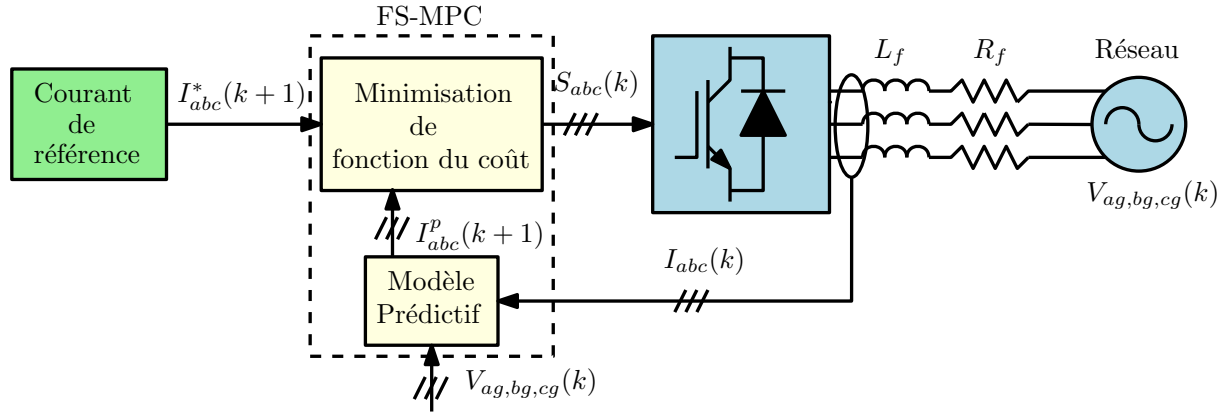 FS-MPC
Courant
de
référence
I*abc(k+1)
Minimisation
de
fonction du coût
Sabc(k)
Lf
Rf
Réseau
Vag,bg,cg(k)
I^p_abc(k+1)
Iabc(k)
Modèle
Prédictif
Vag,bg,cg(k)